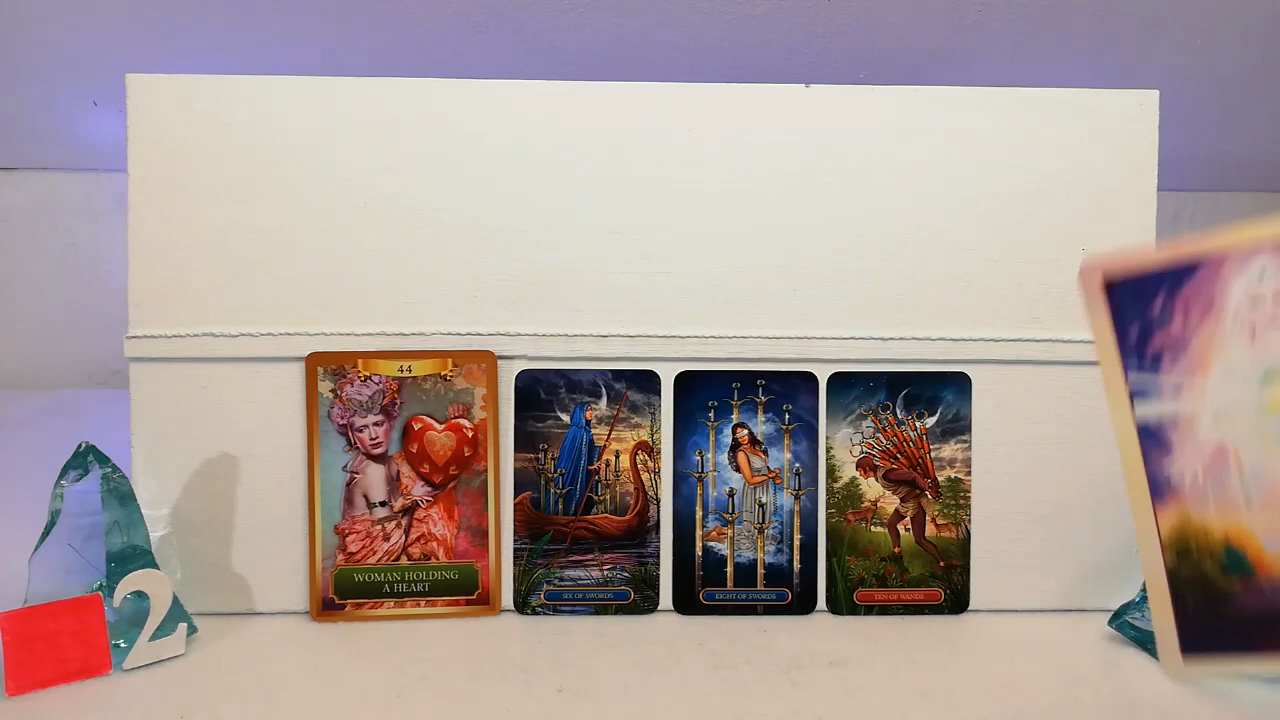 44
WOMAN HOLDING
A HEART
SIX OF SWORDS
EIGHT OF SWORDS
TEN OF WANDS
2